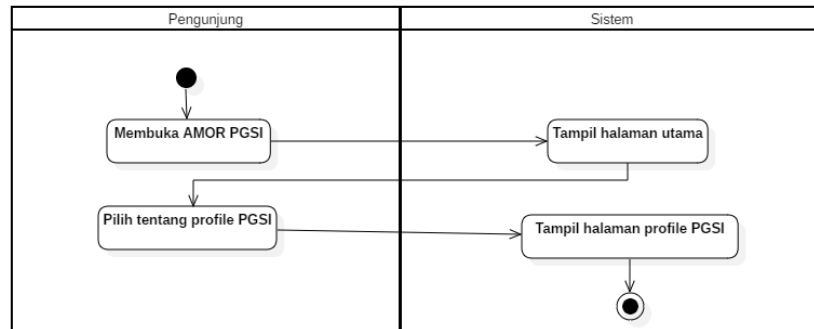 Pengunjung
Sistem
Membuka AMOR PGSI
Tampil halaman utama
Pilih tentang profile PGSI
Tampil halaman profile PGSI